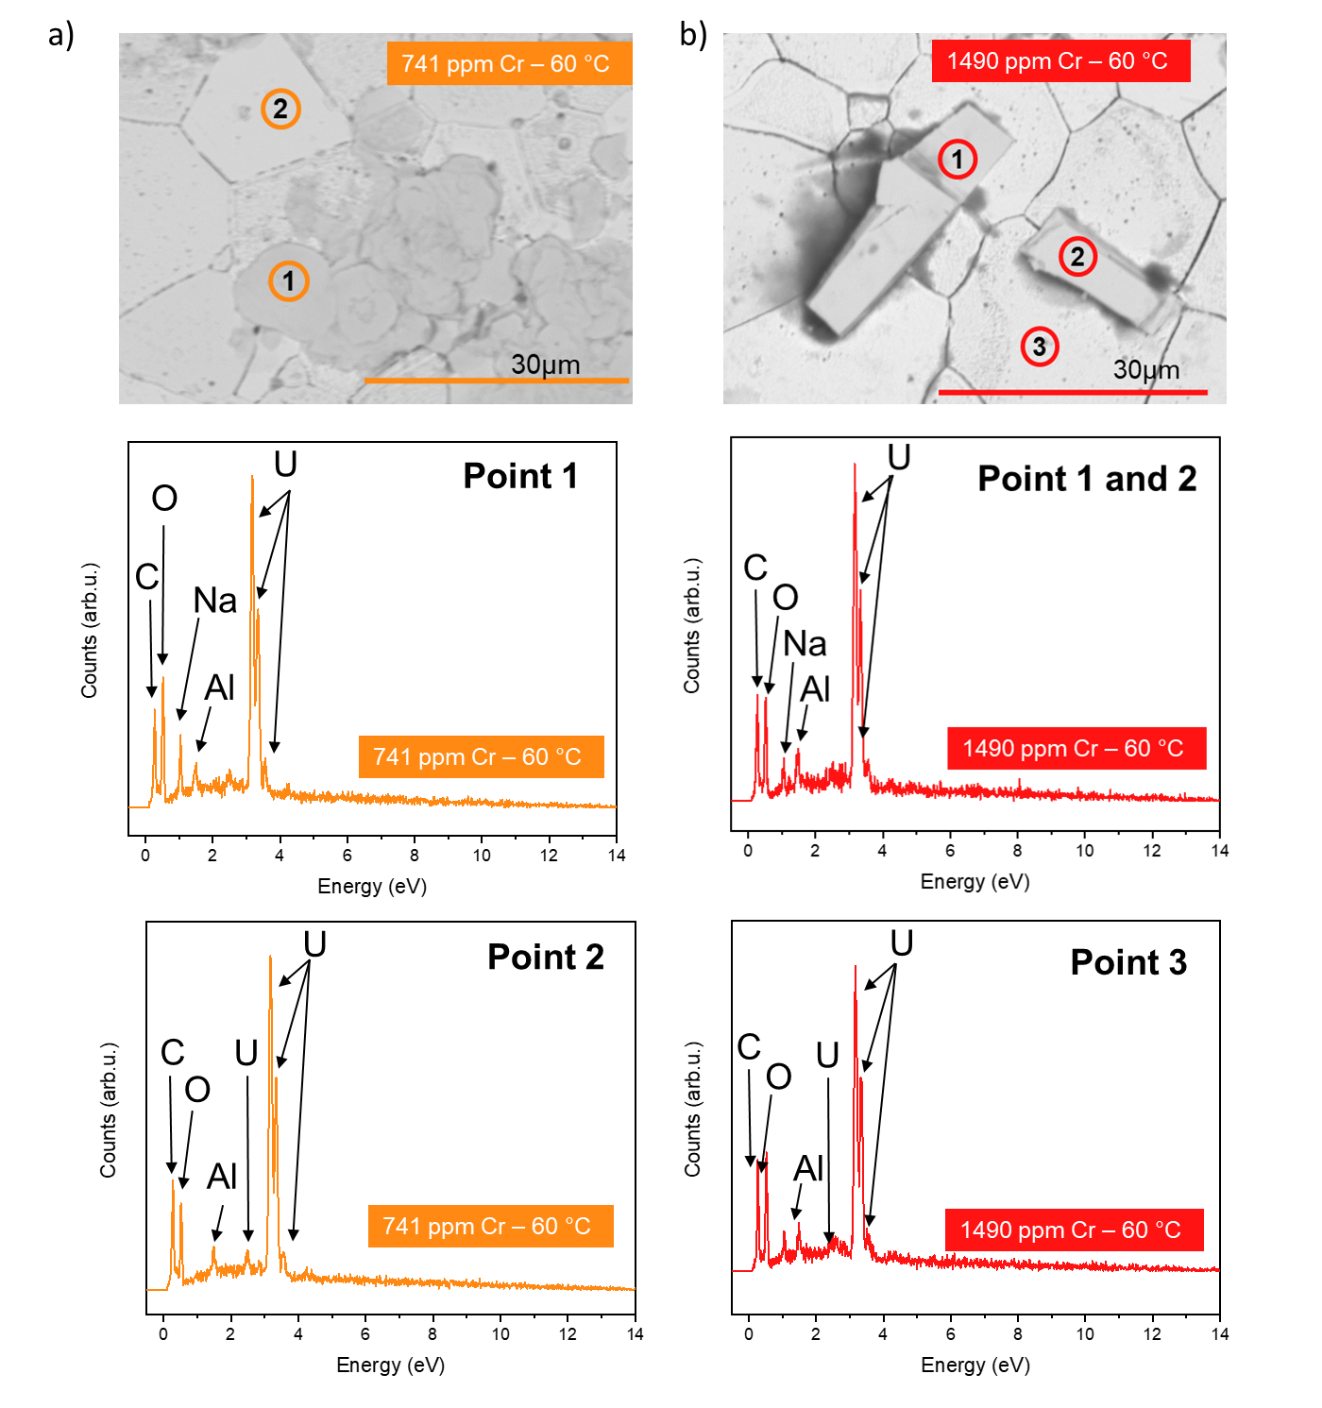 a)
741 ppm Cr – 60 °C
2
1
30µm
b)
1490 ppm Cr – 60 °C
1
2
3
30µm
Point 1
U
O
C
Na
Al
741 ppm Cr – 60 °C
Counts (arb.u.)
0 2 4 6 8 10 12 14
Energy (eV)
Point 1 and 2
U
C
O
Na
Al
1490 ppm Cr – 60 °C
Counts (arb.u.)
0 2 4 6 8 10 12 14
Energy (eV)
Point 2
U
C
U
O
Al
741 ppm Cr – 60 °C
Counts (arb.u.)
0 2 4 6 8 10 12 14
Energy (eV)
Point 3
U
C
U
O
Al
1490 ppm Cr – 60 °C
Counts (arb.u.)
0 2 4 6 8 10 12 14
Energy (eV)